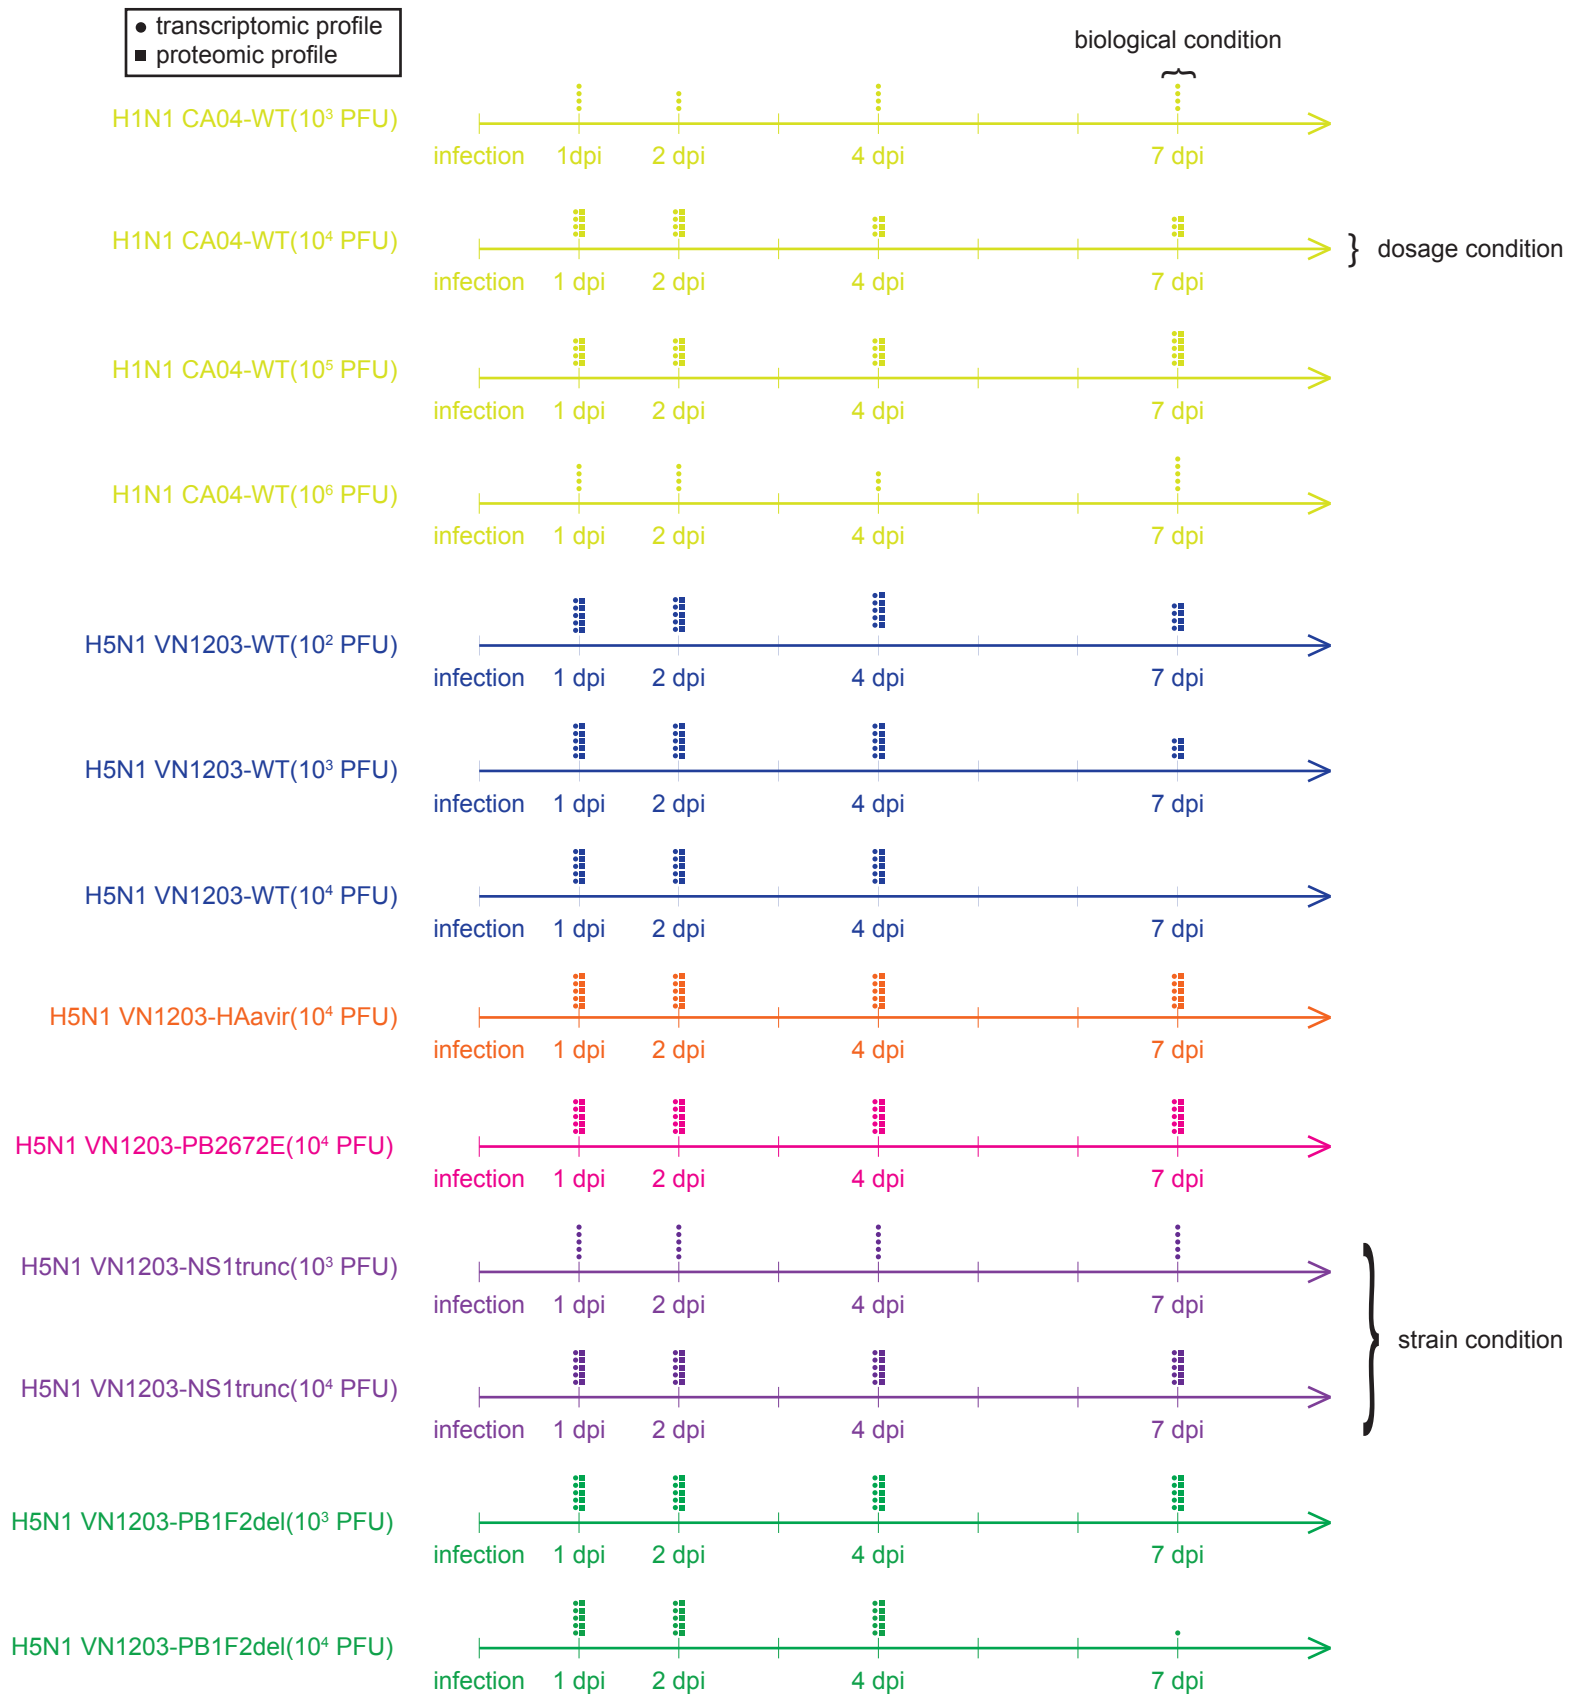 ● transcriptomic profile
■ proteomic profile
biological condition
H1N1 CA04-WT(10³ PFU)
infection 1dpi 2 dpi 4 dpi 7 dpi
H1N1 CA04-WT(10⁴ PFU)
dosage condition
infection 1 dpi 2 dpi 4 dpi 7 dpi
H1N1 CA04-WT(10⁵ PFU)
infection 1 dpi 2 dpi 4 dpi 7 dpi
H1N1 CA04-WT(10⁶ PFU)
infection 1 dpi 2 dpi 4 dpi 7 dpi
H5N1 VN1203-WT(10² PFU)
infection 1 dpi 2 dpi 4 dpi 7 dpi
H5N1 VN1203-WT(10³ PFU)
infection 1 dpi 2 dpi 4 dpi 7 dpi
H5N1 VN1203-WT(10⁴ PFU)
infection 1 dpi 2 dpi 4 dpi 7 dpi
H5N1 VN1203-HAavir(10⁴ PFU)
infection 1 dpi 2 dpi 4 dpi 7 dpi
H5N1 VN1203-PB2672E(10⁴ PFU)
infection 1 dpi 2 dpi 4 dpi 7 dpi
H5N1 VN1203-NS1trunc(10³ PFU)
infection 1 dpi 2 dpi 4 dpi 7 dpi
strain condition
H5N1 VN1203-NS1trunc(10⁴ PFU)
infection 1 dpi 2 dpi 4 dpi 7 dpi
H5N1 VN1203-PB1F2del(10³ PFU)
infection 1 dpi 2 dpi 4 dpi 7 dpi
H5N1 VN1203-PB1F2del(10⁴ PFU)
infection 1 dpi 2 dpi 4 dpi 7 dpi